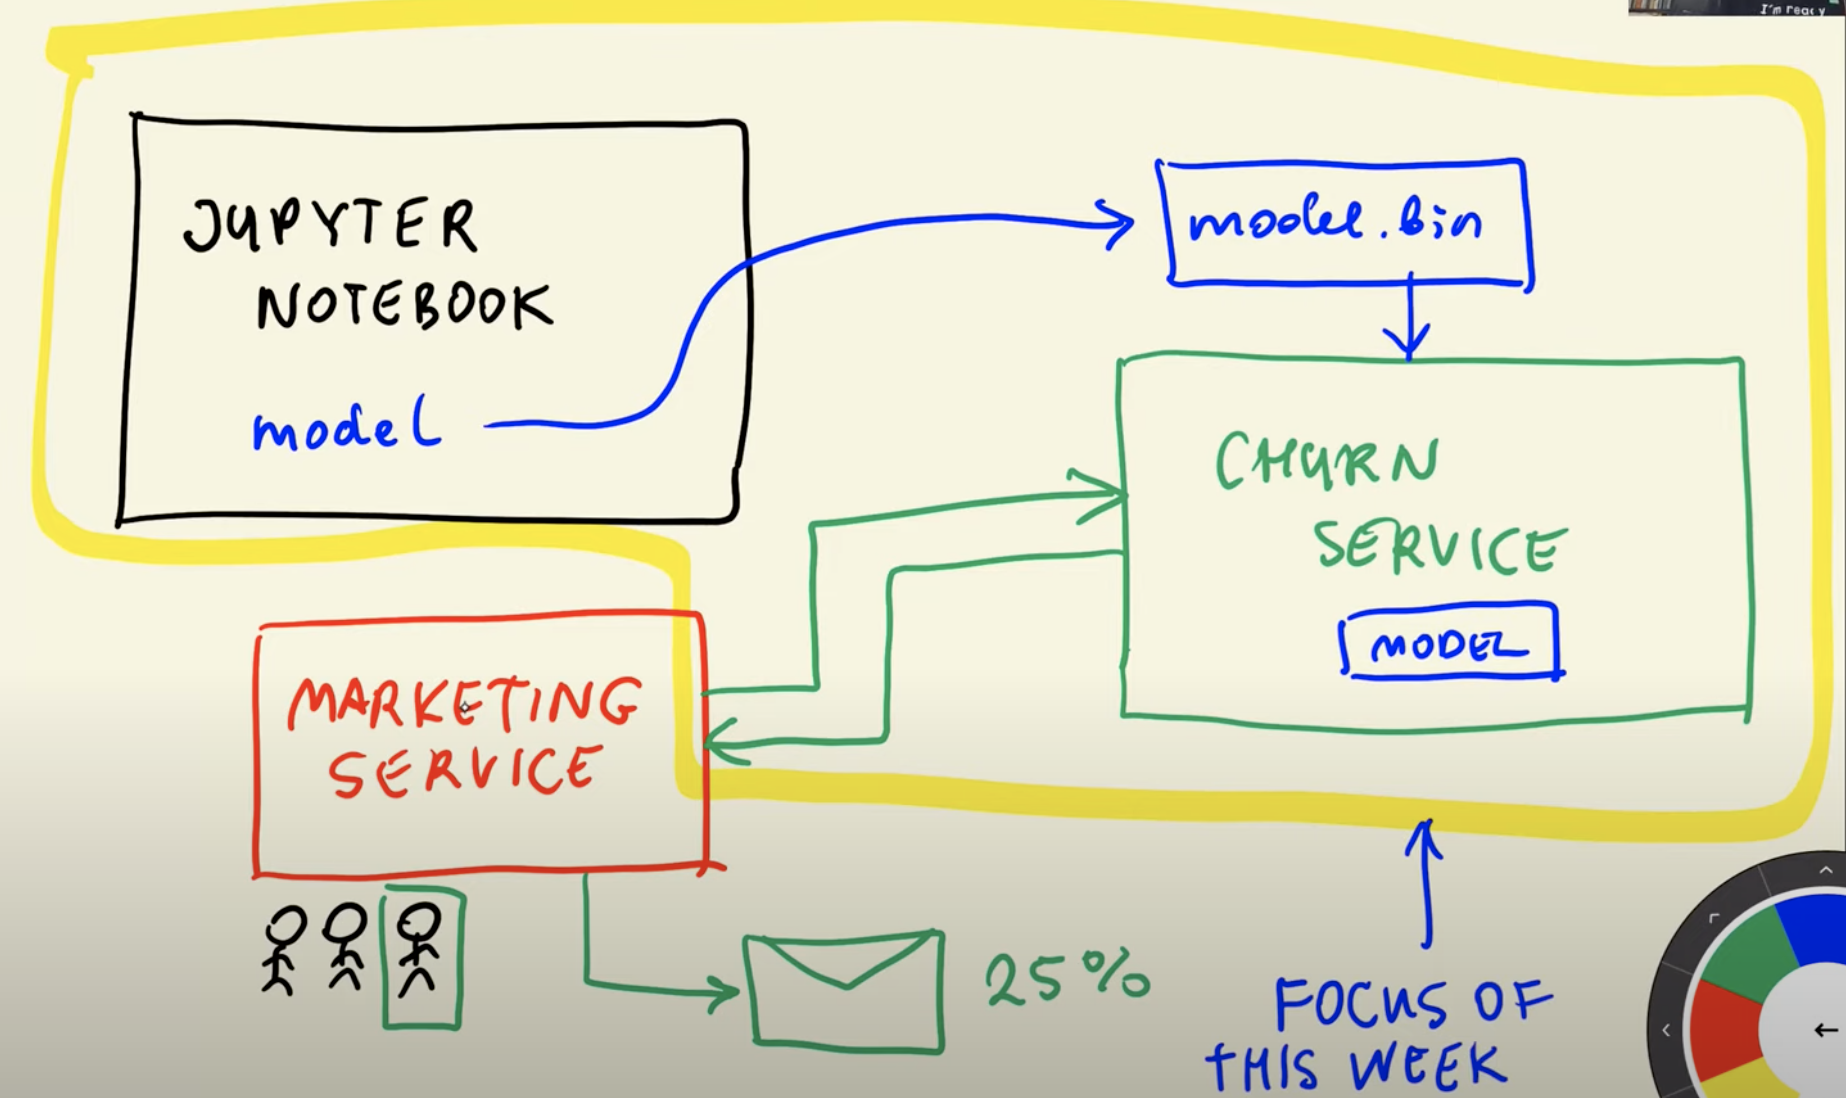 I'm ready
JUPYTER
NOTEBOOK
model
model.bin
CHURN
SERVICE
MODEL
MARKETING
SERVICE
25%
FOCUS OF
THIS WEEK